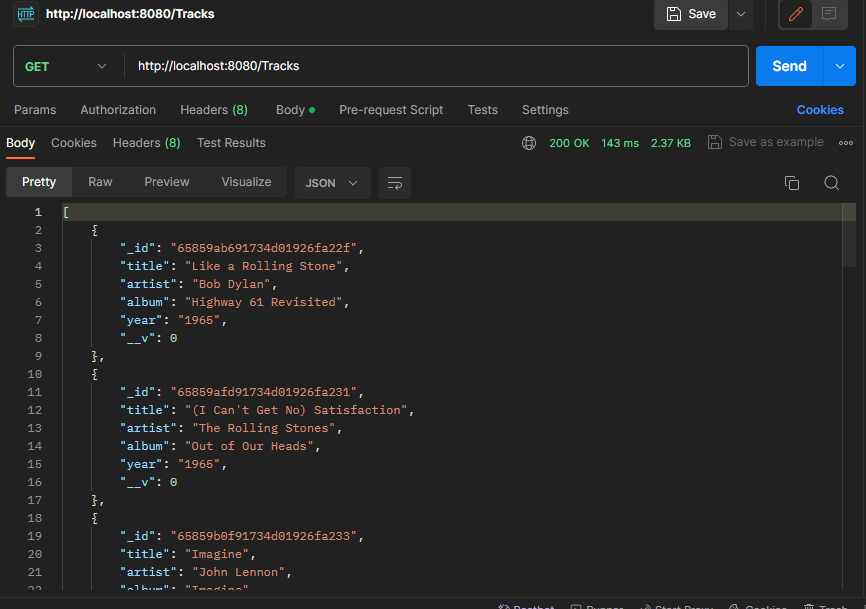 HTTP http://localhost:8080/Tracks Save
GET http://localhost:8080/Tracks Send
Params Authorization Headers (8) Body Pre-request Script Tests Settings Cookies
Body Cookies Headers (8) Test Results 200 OK 143 ms 2.37 KB Save as example
Pretty Raw Preview Visualize JSON
1 [
2 {
3 "_id": "65859ab691734d01926fa22f",
4 "title": "Like a Rolling Stone",
5 "artist": "Bob Dylan",
6 "album": "Highway 61 Revisited",
7 "year": "1965",
8 "__v": 0
9 },
10 {
11 "_id": "65859afd91734d01926fa231",
12 "title": "(I Can't Get No) Satisfaction",
13 "artist": "The Rolling Stones",
14 "album": "Out of Our Heads",
15 "year": "1965",
16 "__v": 0
17 },
18 {
19 "_id": "65859b0f91734d01926fa233",
20 "title": "Imagine",
21 "artist": "John Lennon",
22 "album": "Imagine"
Postbot Runner Start Proxy Cookies Trash